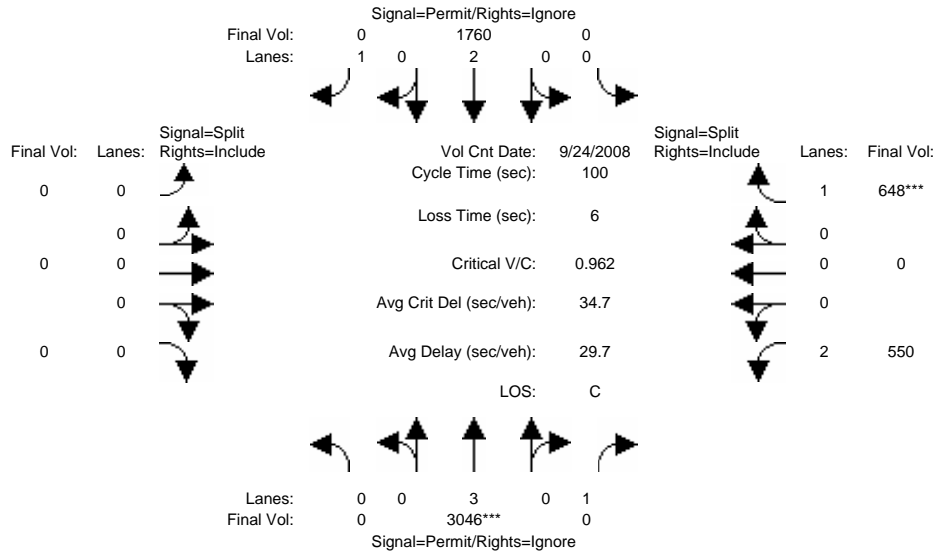 Signal=Permit/Rights=Ignore
Final Vol: 0 1760 0
Lanes: 1 0 2 0 0
Signal=Split Signal=Split
Final Vol: Lanes: Rights=Include Vol Cnt Date: 9/24/2008 Rights=Include Lanes: Final Vol:
Cycle Time (sec): 100
0 0 1 648***
Loss Time (sec): 6
0 0
0 0 Critical V/C: 0.962 0 0
0 Avg Crit Del (sec/veh): 34.7 0
0 0 Avg Delay (sec/veh): 29.7 2 550
LOS: C
Lanes: 0 0 3 0 1
Final Vol: 0 3046*** 0
Signal=Permit/Rights=Ignore